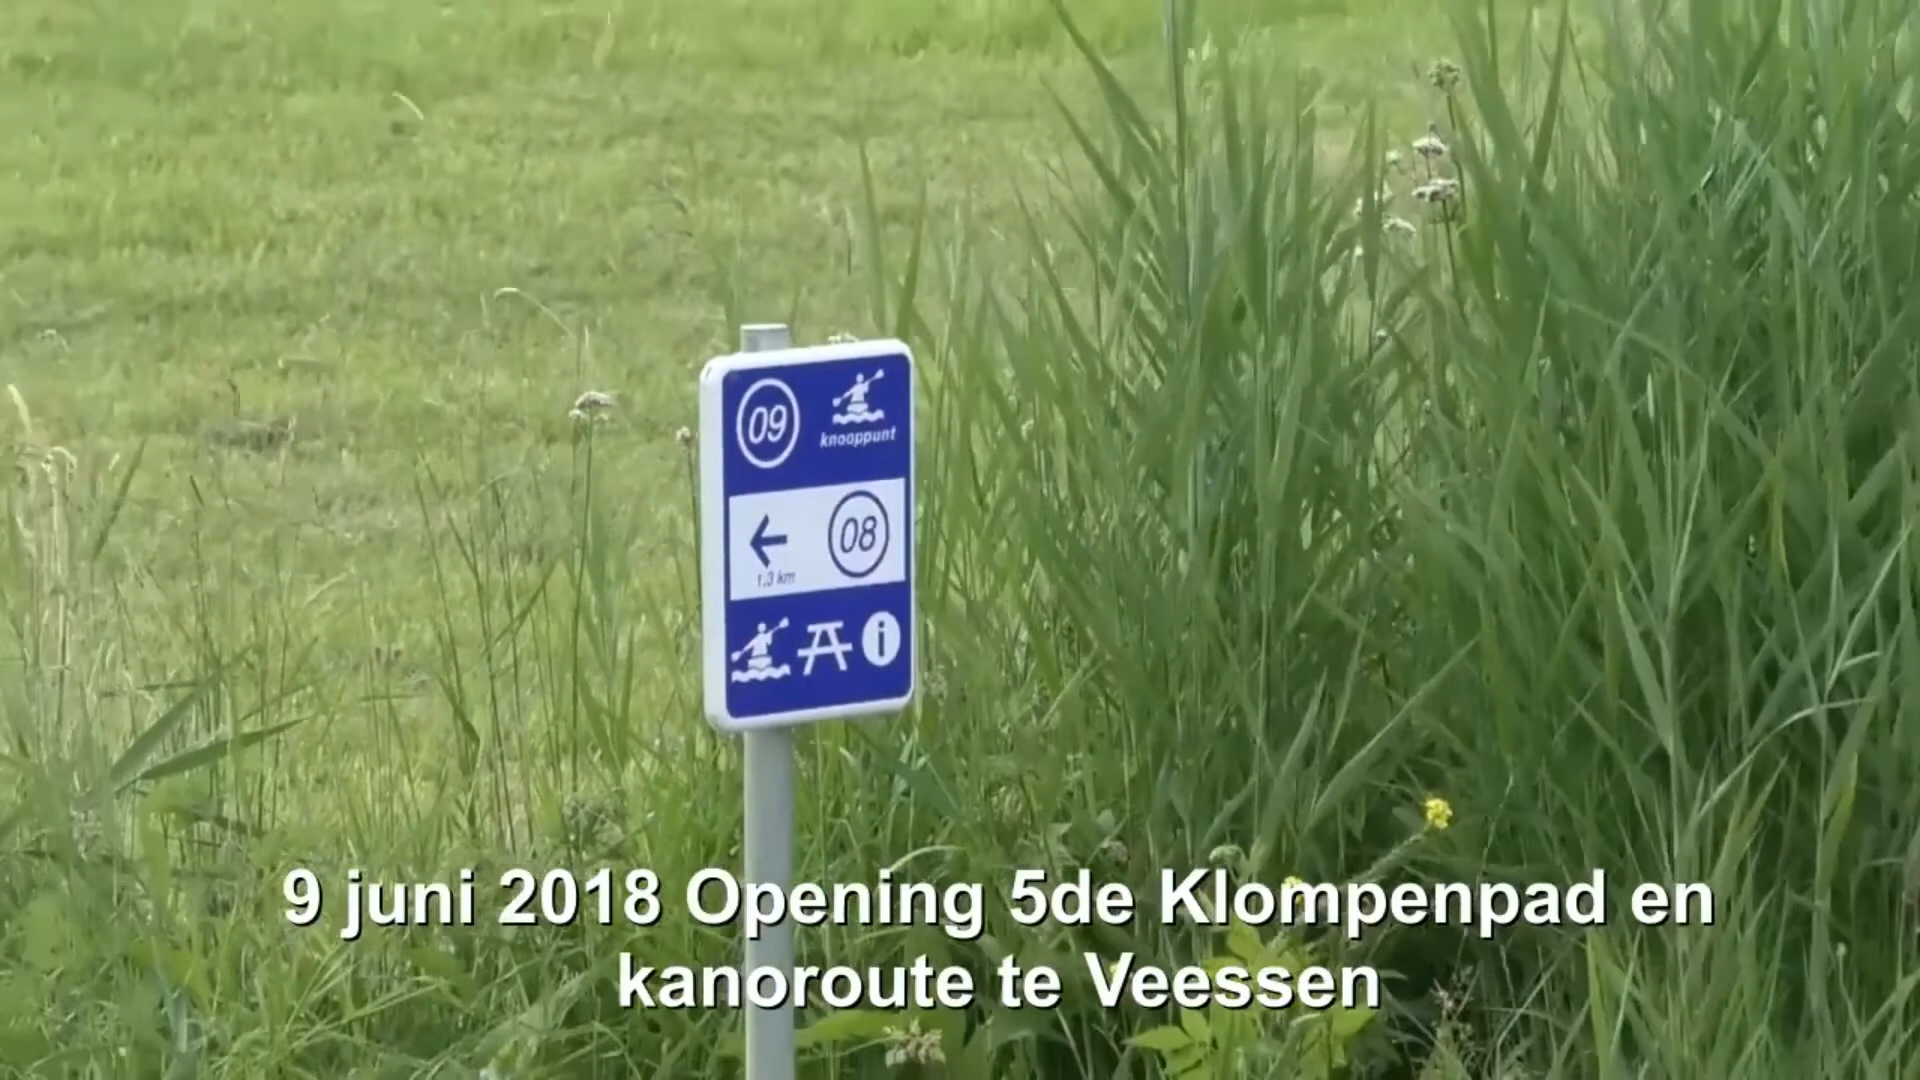 09
knooppunt
08
1,3 km
i
9 juni 2018 Opening 5de Klompenpad en
kanoroute te Veessen